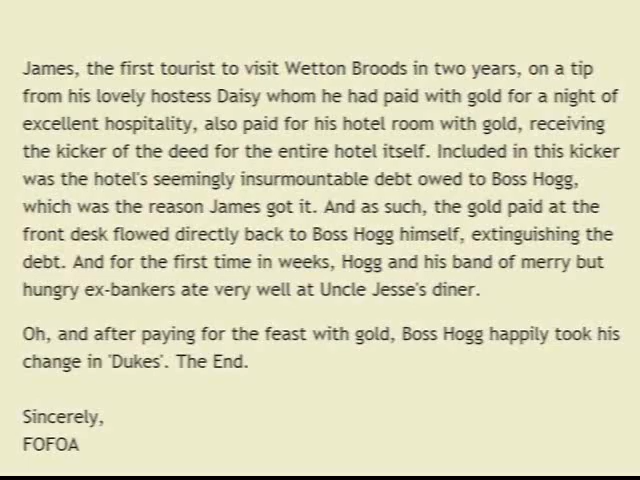 James, the first tourist to visit Wetton Broods in two years, on a tip
from his lovely hostess Daisy whom he had paid with gold for a night of
excellent hospitality, also paid for his hotel room with gold, receiving
the kicker of the deed for the entire hotel itself. Included in this kicker
was the hotel's seemingly insurmountable debt owed to Boss Hogg,
which was the reason James got it. And as such, the gold paid at the
front desk flowed directly back to Boss Hogg himself, extinguishing the
debt. And for the first time in weeks, Hogg and his band of merry but
hungry ex-bankers ate very well at Uncle Jesse's diner.
Oh, and after paying for the feast with gold, Boss Hogg happily took his
change in 'Dukes'. The End.
Sincerely,
FOFOA